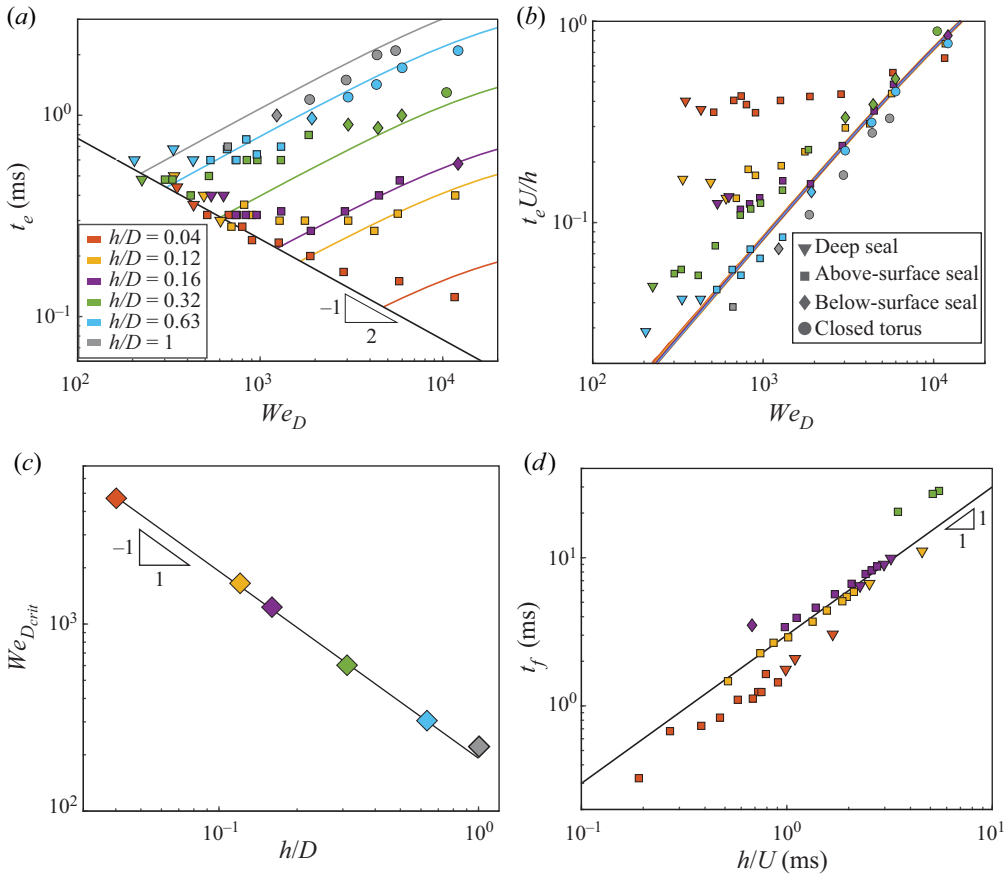 (a)
t_e (ms)
10^0
10^{-1}
h/D = 0.04
h/D = 0.12
h/D = 0.16
h/D = 0.32
h/D = 0.63
h/D = 1
–1
2
10^2 10^3 10^4
We_D
(b)
t_e U/h
10^0
10^{-1}
Deep seal
Above-surface seal
Below-surface seal
Closed torus
10^2 10^3 10^4
We_D
(c)
We_{D_{crit}}
10^3
10^2
–1
1
10^{-1} 10^0
h/D
(d)
t_f (ms)
10^1
10^0
1
1
10^{-1} 10^0 10^1
h/U (ms)